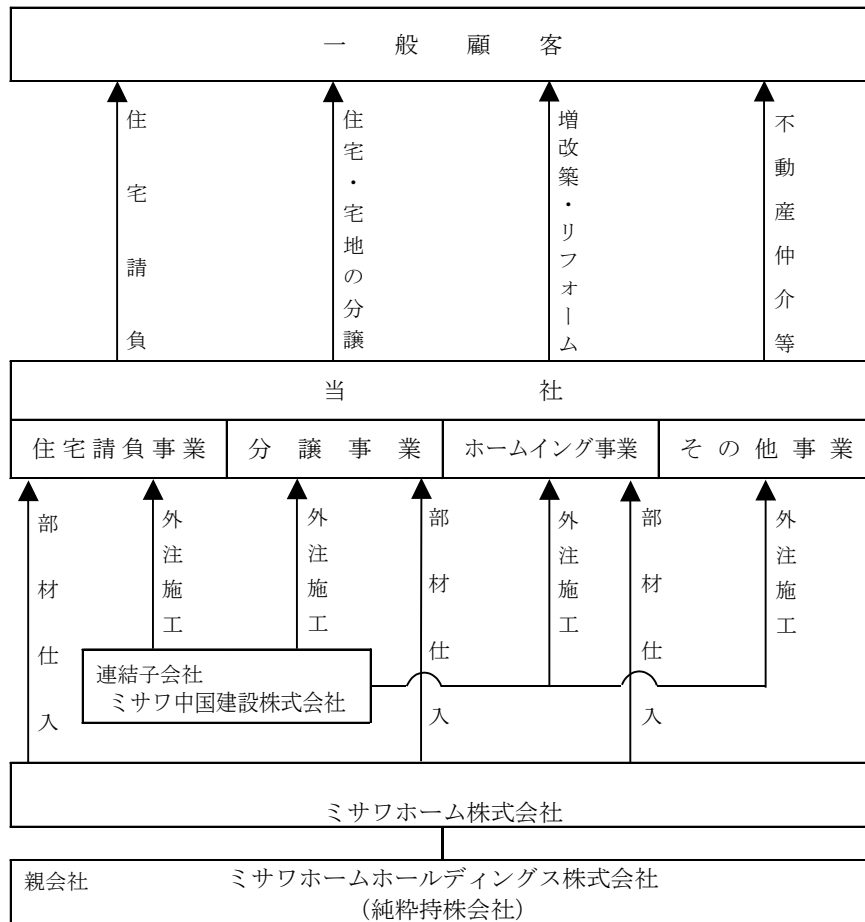 一般顧客
住宅請負
住宅・宅地の分譲
増改築・リフォーム
不動産仲介等
当社
住宅請負事業
分譲事業
ホームイング事業
その他事業
部材仕入
外注施工
外注施工
部材仕入
外注施工
部材仕入
外注施工
連結子会社
ミサワ中国建設株式会社
ミサワホーム株式会社
親会社
ミサワホームホールディングス株式会社
(純粋持株会社)